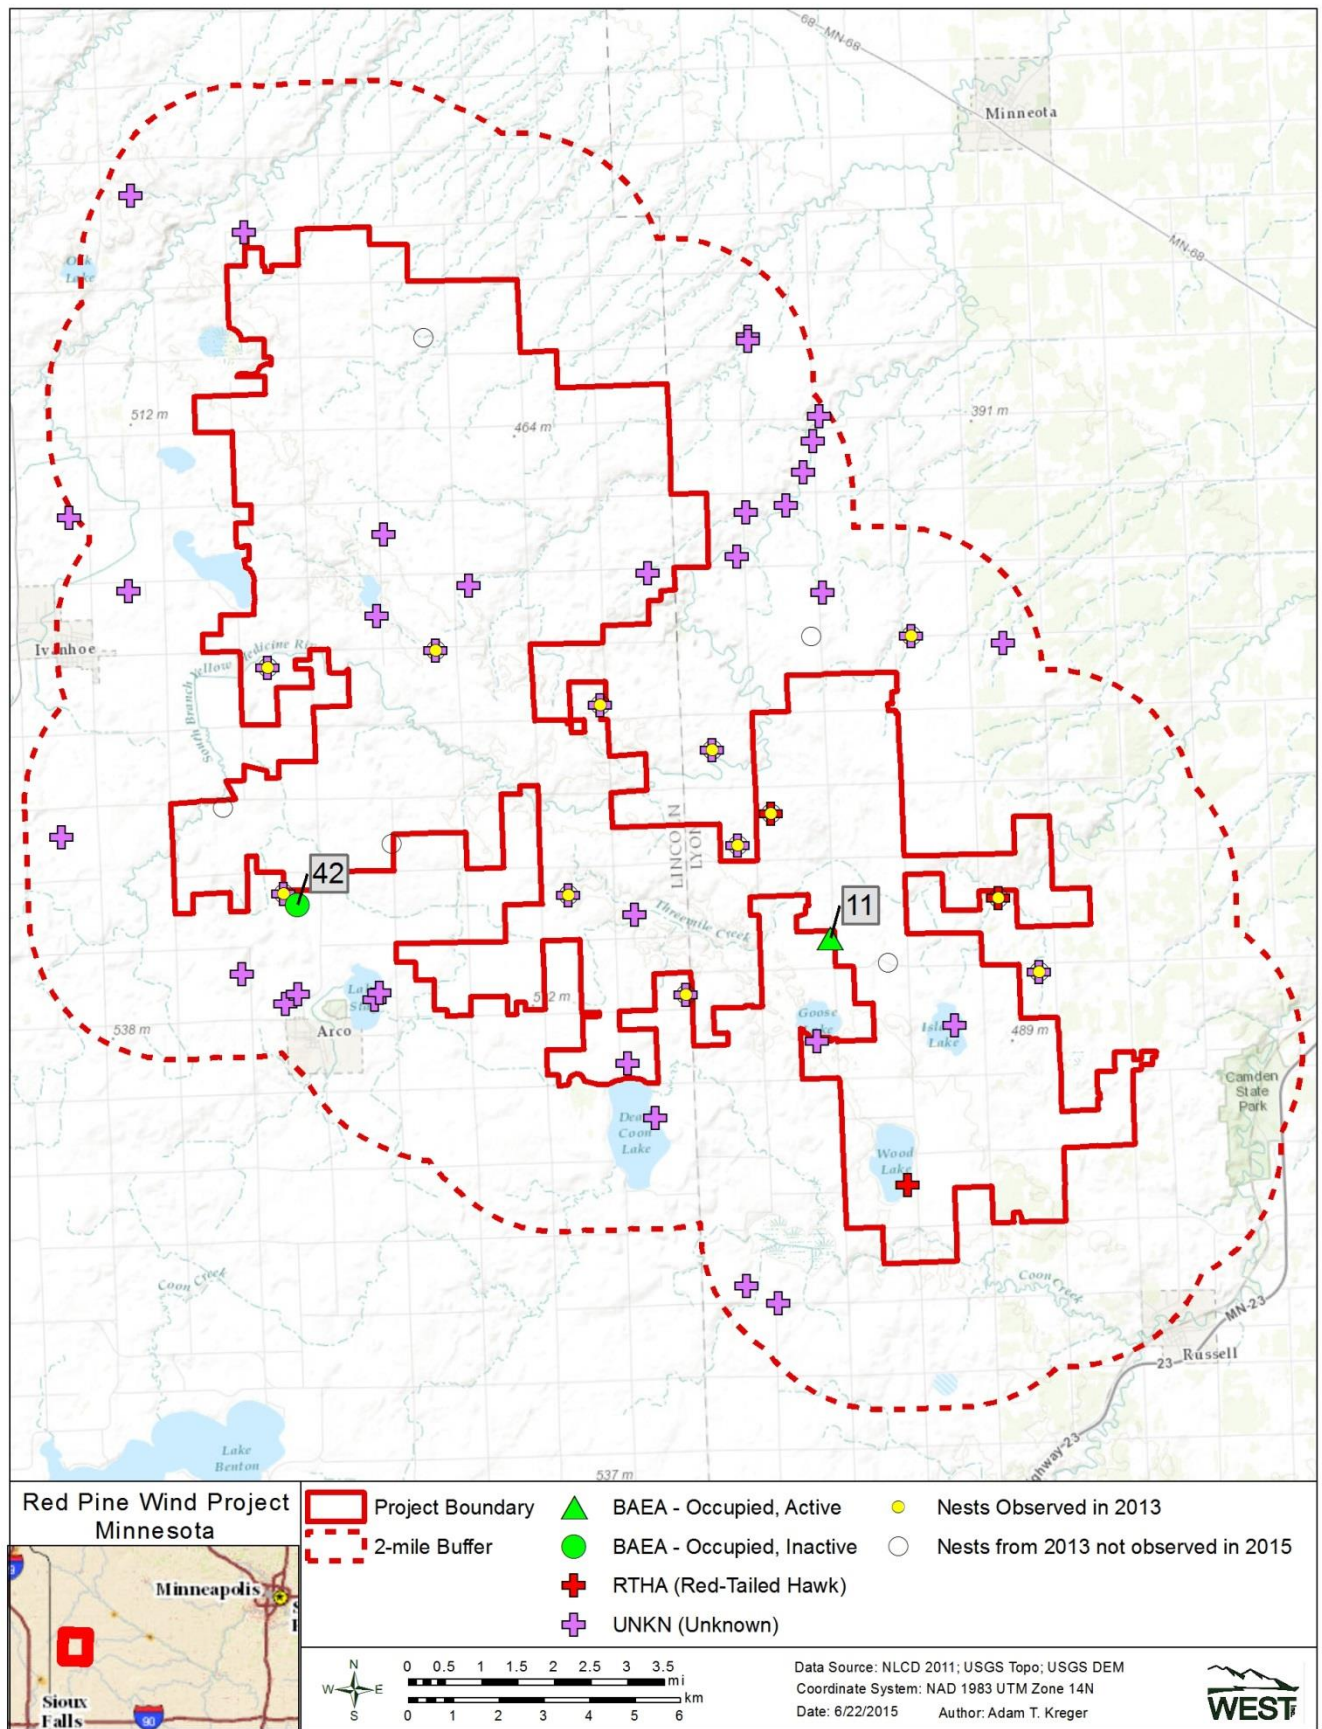 68-MN-68
Minneota
MN-68
Oak
Lake
512 m
391 m
464 m
Ivanhoe
South Branch Yellow Medicine River
LINCOLN
LYON
42
11
Threemile Creek
Lake
512 m
538 m
Arco
Goose
Lake
Lake
489 m
Camden
State
Park
Dead
Coon
Lake
Wood
Lake
Coon Creek
Coon Creek
MN-23
23
Russell
Highway-23
Lake
Benton
537 m
Red Pine Wind Project
Minnesota
Project Boundary
2-mile Buffer
BAEA - Occupied, Active
BAEA - Occupied, Inactive
RTHA (Red-Tailed Hawk)
UNKN (Unknown)
Nests Observed in 2013
Nests from 2013 not observed in 2015
Minneapolis
Sioux
Falls
90
N
W E
S
0 0.5 1 1.5 2 2.5 3 3.5
mi
km
0 1 2 3 4 5 6
Data Source: NLCD 2011; USGS Topo; USGS DEM
Coordinate System: NAD 1983 UTM Zone 14N
Date: 6/22/2015 Author: Adam T. Kreger
WEST